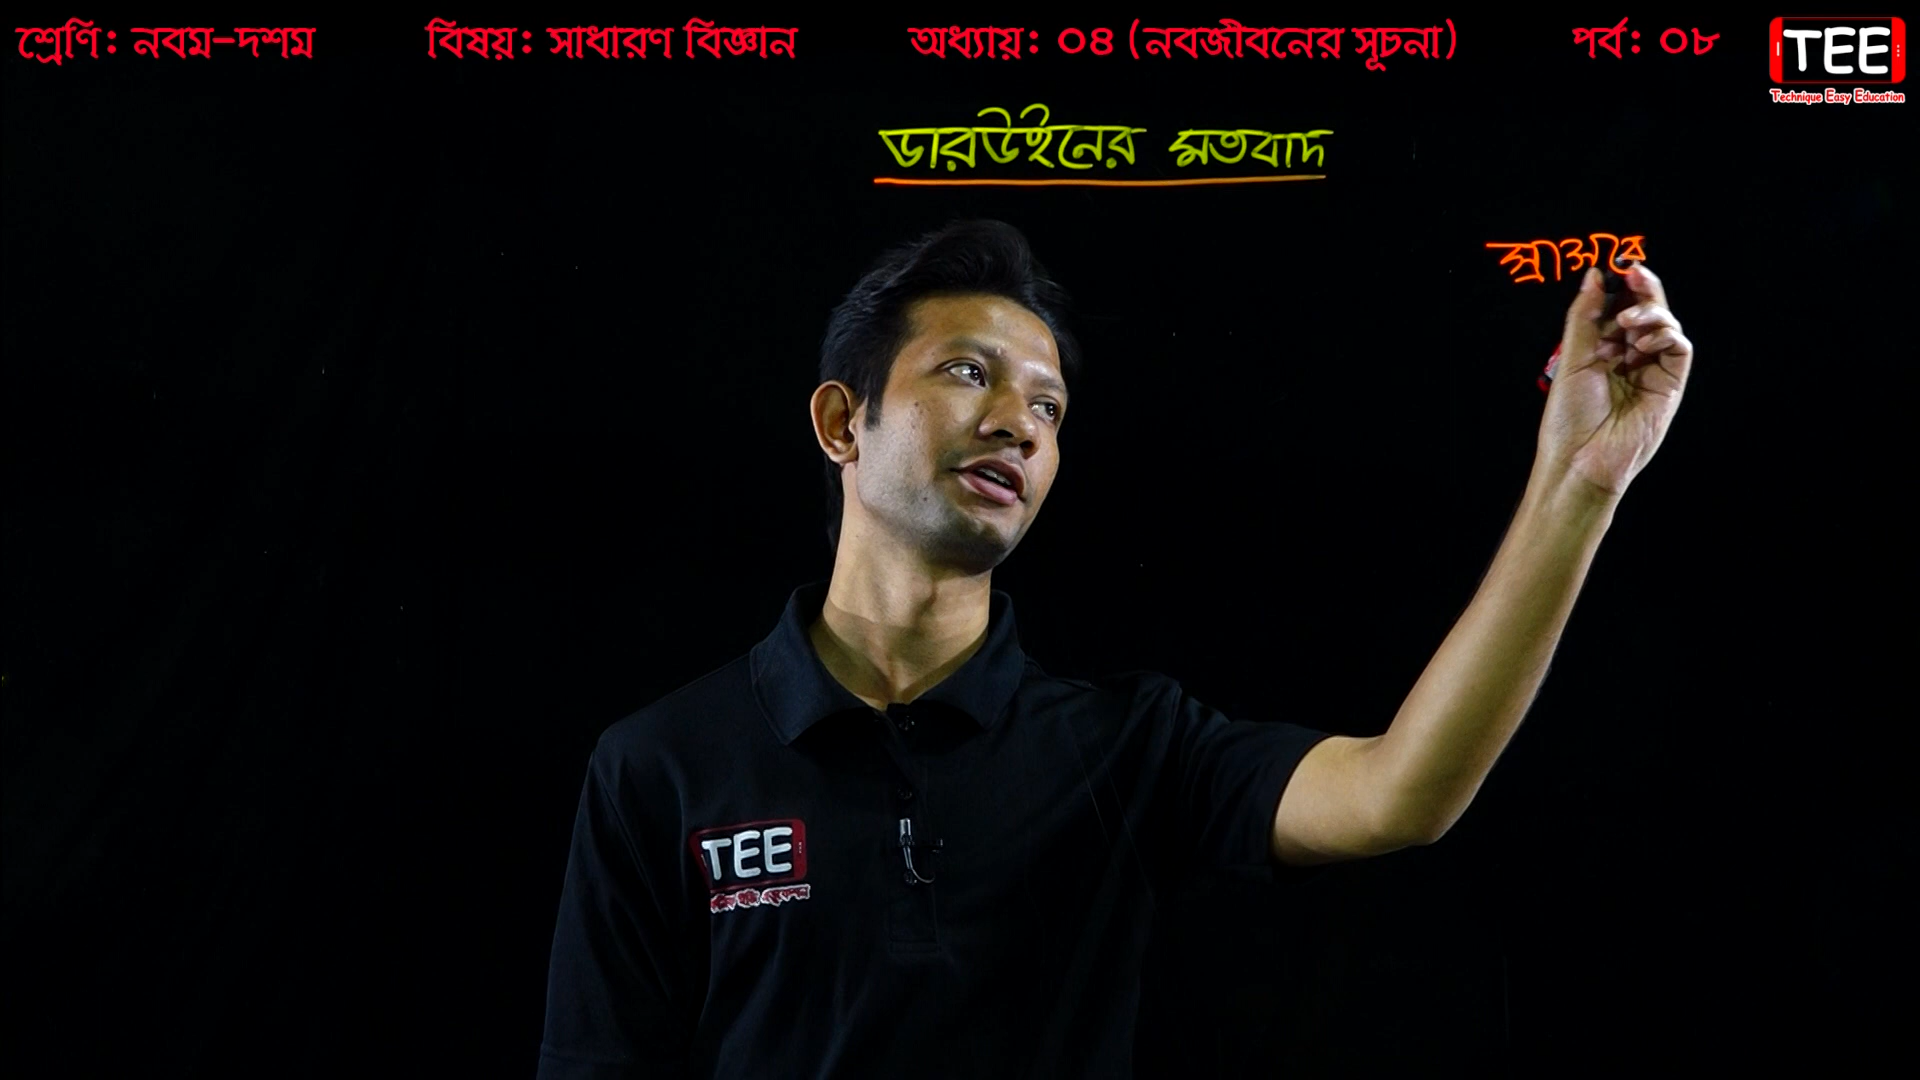 শ্রেণি: নবম-দশম বিষয়: সাধারণ বিজ্ঞান অধ্যায়: ০৪ (নবজীবনের সূচনা) পর্ব: ০৮
TEE
Technique Easy Education
ডারউইনের মতবাদ
TEE